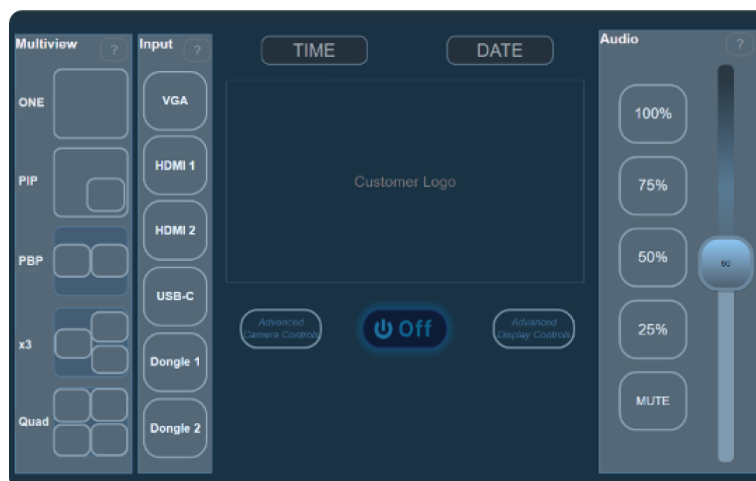 Multiview ?
ONE
PIP
PBP
x3
Quad
Input ?
VGA
HDMI 1
HDMI 2
USB-C
Dongle 1
Dongle 2
TIME
DATE
Customer Logo
Advanced
Camera Controls
Off
Advanced
Display Controls
Audio ?
100%
75%
50%
25%
MUTE
50